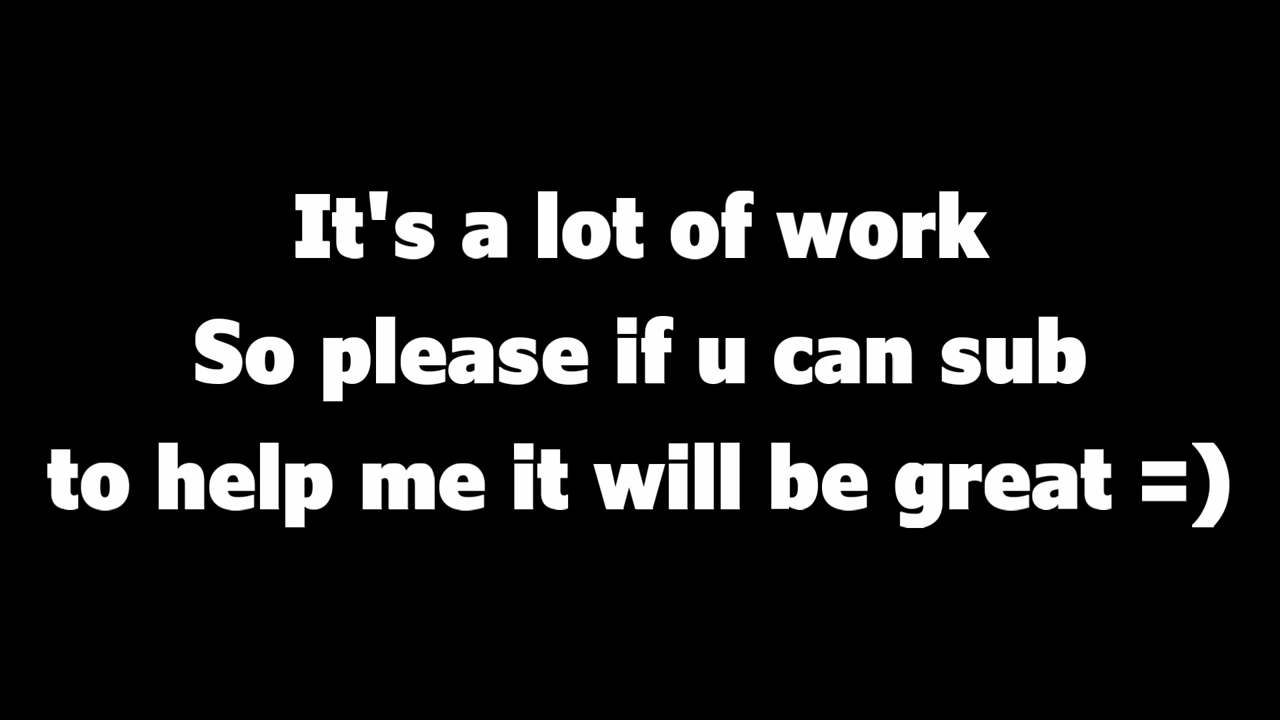 It's a lot of work
So please if u can sub
to help me it will be great =)